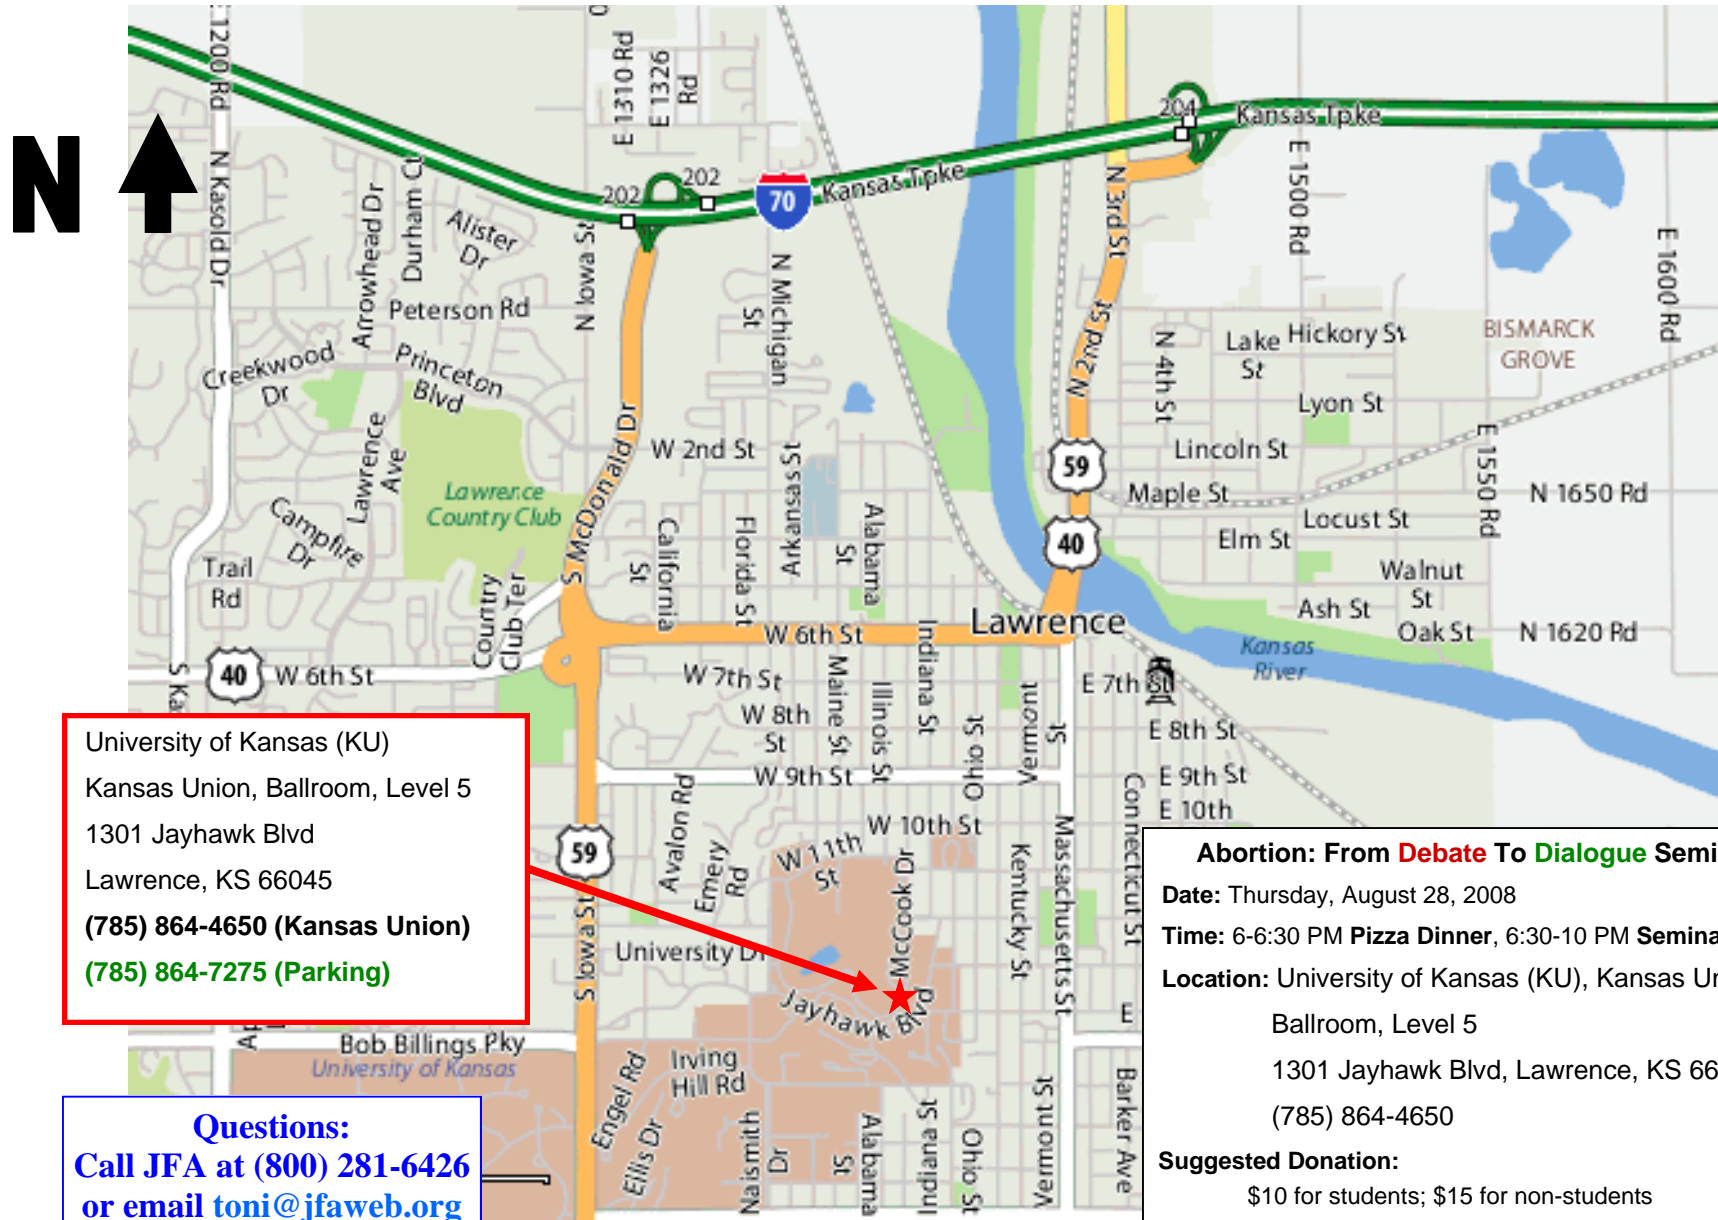 1200 Rd
E 1310 Rd
E 1326
Rd
204
Kansas Tpke
N
N Kasold Dr
Arrowhead Dr
Durham Ct
Alister
Dr
202
202
70
Kansas Tpke
N 3rd St
E 1500 Rd
E 1600 Rd
N Iowa St
N Michigan
St
Peterson Rd
N 2nd St
N 4th St
Lake
St
Hickory St
BISMARCK
GROVE
Creekwood
Dr
Princeton
Blvd
Lyon St
Lawrence
Ave
S McDonald Dr
W 2nd St
Arkansas St
59
Lincoln St
E 1550 Rd
Lawrence
Country Club
Maple St
N 1650 Rd
Campfire
Dr
California
St
Florida St
Alabama
St
40
Locust St
Elm St
Trail
Rd
Country
Club Ter
Walnut
St
Ash St
Oak St
N 1620 Rd
W 6th St
Indiana St
Lawrence
Kansas
River
S Ka
40
W 6th St
W 7th St
Maine St
Illinois St
Vermont
St
E 7th St
W 8th
St
Ohio St
E 8th St
W 9th St
E 9th St
E 10th
University of Kansas (KU)
Kansas Union, Ballroom, Level 5
1301 Jayhawk Blvd
Lawrence, KS 66045
(785) 864-4650 (Kansas Union)
(785) 864-7275 (Parking)
59
Avalon Rd
Emery
Rd
W 10th St
W 11th
St
McCook Dr
Kentucky St
Massachusetts St
Connecticut St
S Iowa St
University Dr
Jayhawk Blvd
E
Bob Billings Pky
University of Kansas
Engel Rd
Irving
Hill Rd
Ellis Dr
Naismith
Dr
Alabama
St
Indiana St
Ohio St
Vermont St
Barker Ave
Questions:
Call JFA at (800) 281-6426
or email toni@jfaweb.org
Abortion: From Debate To Dialogue Semi
Date: Thursday, August 28, 2008
Time: 6-6:30 PM Pizza Dinner, 6:30-10 PM Semina
Location: University of Kansas (KU), Kansas Un
Ballroom, Level 5
1301 Jayhawk Blvd, Lawrence, KS 66
(785) 864-4650
Suggested Donation:
$10 for students; $15 for non-students